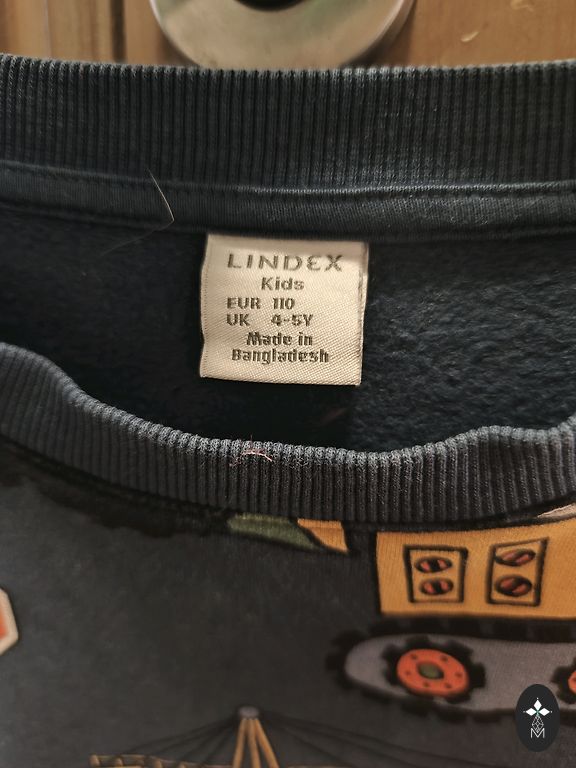 LINDEX
Kids
EUR 110
UK 4-5Y
Made in
Bangladesh
M